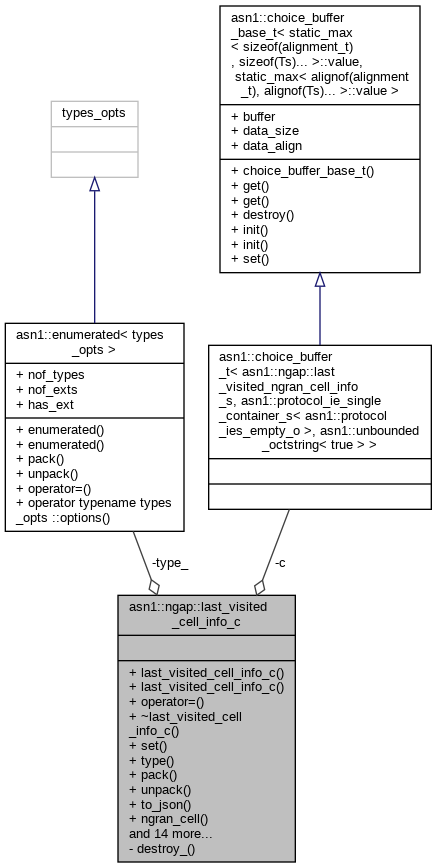 asn1::choice_buffer
_base_t< static_max
< sizeof(alignment_t)
, sizeof(Ts)... >::value,
static_max< alignof(alignment
_t), alignof(Ts)... >::value >
+ buffer
+ data_size
+ data_align
+ choice_buffer_base_t()
+ get()
+ get()
+ destroy()
+ init()
+ init()
+ set()
types_opts
asn1::enumerated< types
_opts >
+ nof_types
+ nof_exts
+ has_ext
+ enumerated()
+ enumerated()
+ pack()
+ unpack()
+ operator=()
+ operator typename types
_opts ::options()
asn1::choice_buffer
_t< asn1::ngap::last
_visited_ngran_cell_info
_s, asn1::protocol_ie_single
_container_s< asn1::protocol
_ies_empty_o >, asn1::unbounded
_octstring< true > >
-type_
-c
asn1::ngap::last_visited
_cell_info_c
+ last_visited_cell_info_c()
+ last_visited_cell_info_c()
+ operator=()
+ ~last_visited_cell
_info_c()
+ set()
+ type()
+ pack()
+ unpack()
+ to_json()
+ ngran_cell()
and 14 more...
- destroy_()